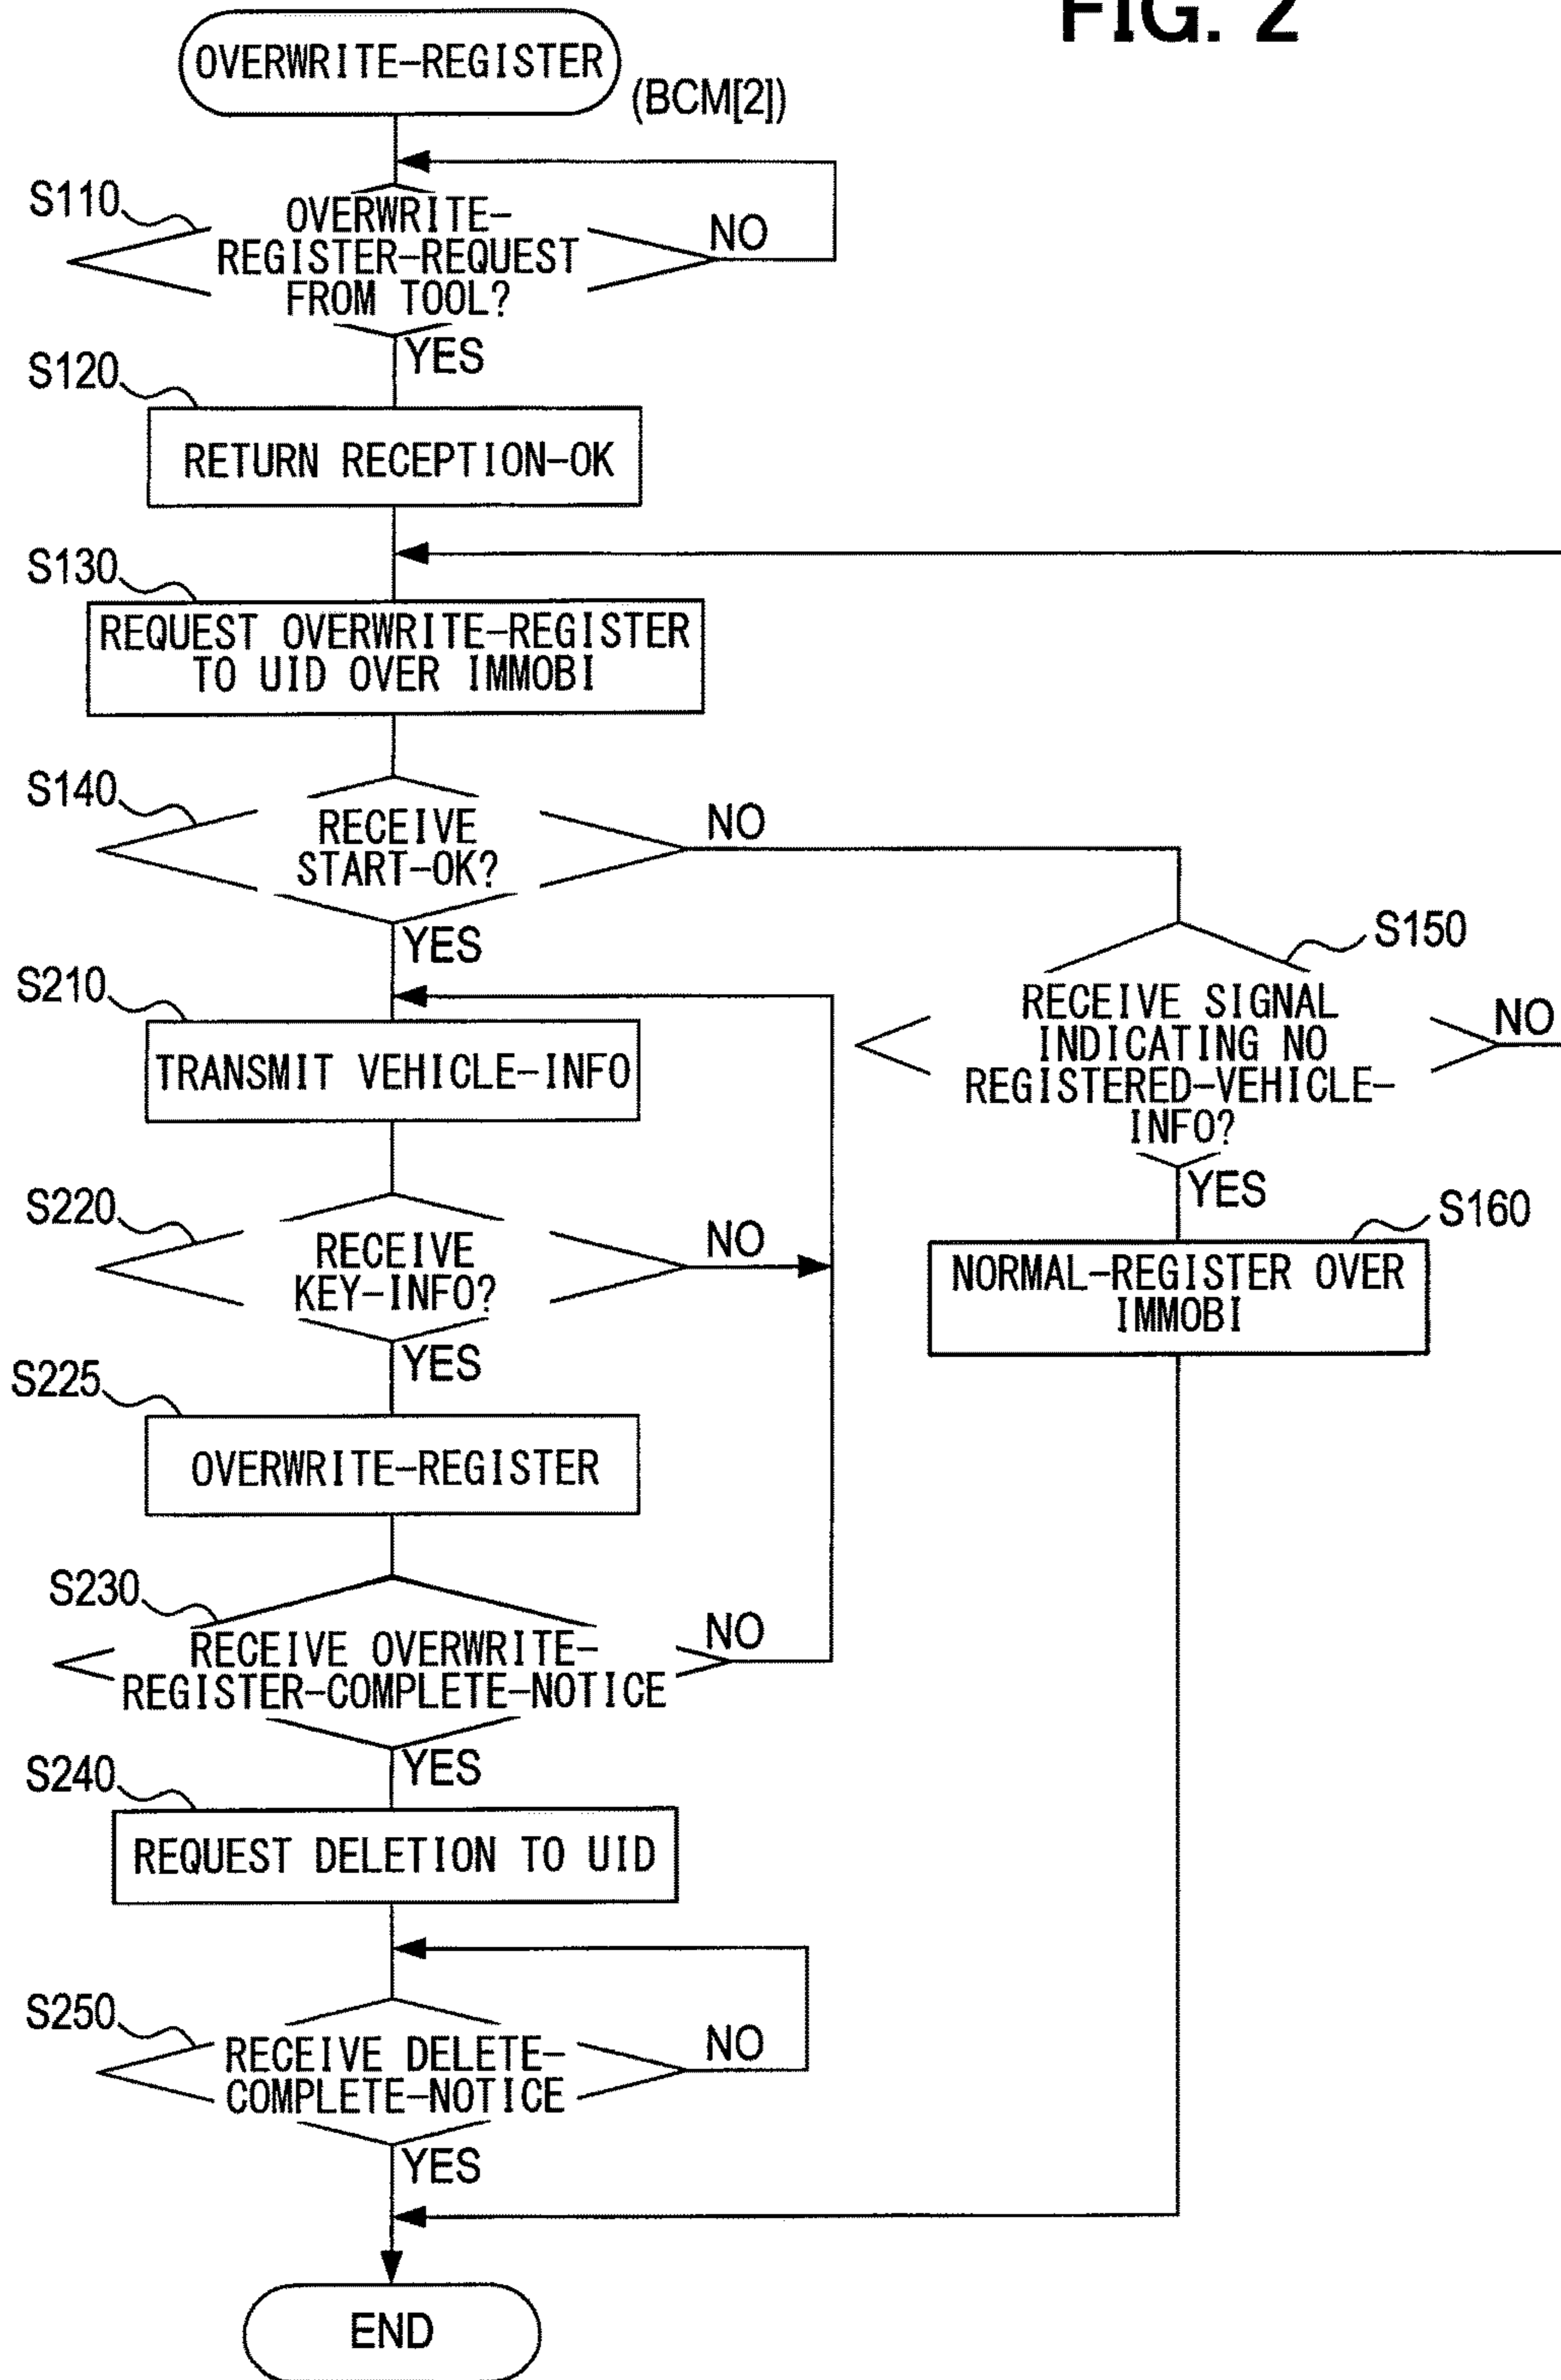 FIG. 2
OVERWRITE-REGISTER
(BCM[2])
S110
OVERWRITE-
REGISTER-REQUEST
FROM TOOL?
NO
YES
S120
RETURN RECEPTION-OK
S130
REQUEST OVERWRITE-REGISTER
TO UID OVER IMMOBI
S140
RECEIVE
START-OK?
NO
YES
S150
RECEIVE SIGNAL
INDICATING NO
REGISTERED-VEHICLE-
INFO?
NO
YES
S160
NORMAL-REGISTER OVER
IMMOBI
S210
TRANSMIT VEHICLE-INFO
S220
RECEIVE
KEY-INFO?
NO
YES
S225
OVERWRITE-REGISTER
S230
RECEIVE OVERWRITE-
REGISTER-COMPLETE-NOTICE
NO
YES
S240
REQUEST DELETION TO UID
S250
RECEIVE DELETE-
COMPLETE-NOTICE
NO
YES
END